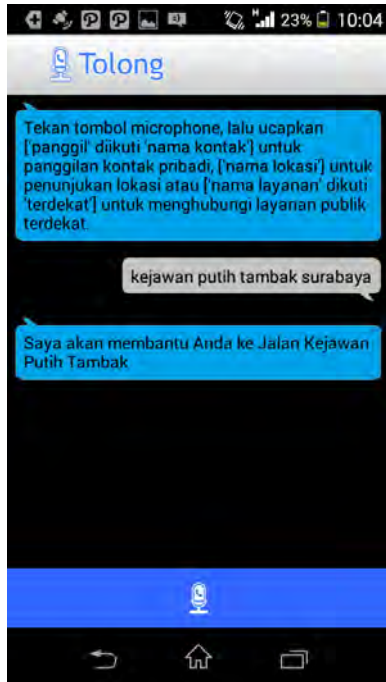 23% 10:04
Tolong
Tekan tombol microphone, lalu ucapkan
['panggil' diikuti 'nama kontak'] untuk
panggilan kontak pribadi, ['nama lokasi'] untuk
penunjukan lokasi atau ['nama layanan' dikuti
'terdekat'] untuk menghubungi layanan publik
terdekat.
kejawan putih tambak surabaya
Saya akan membantu Anda ke Jalan Kejawan
Putih Tambak